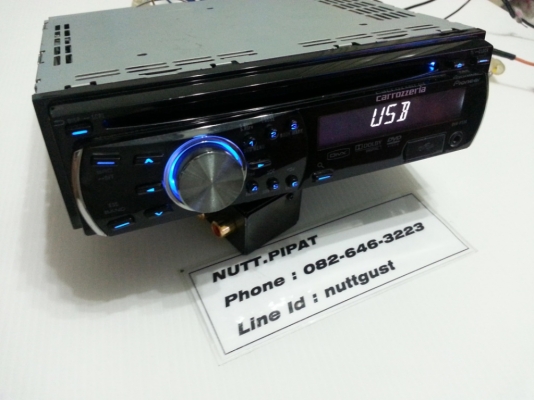 carrozzeria
USB
NUTT.PIPAT
Phone : 082-646-3223
Line Id : nuttgust